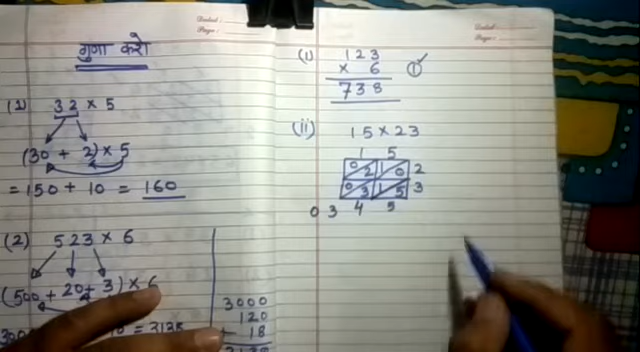 गुणा करो
(1) 32 × 5
(30 + 2) × 5
= 150 + 10 = 160
(2) 523 × 6
(500 + 20 + 3) × 6
= 3138
3000
120
+ 18
(i) 123
× 6
738
①
(ii) 15 × 23
1 5
0 2 1 0 2
0 3 1 5 3
0 3 4 5